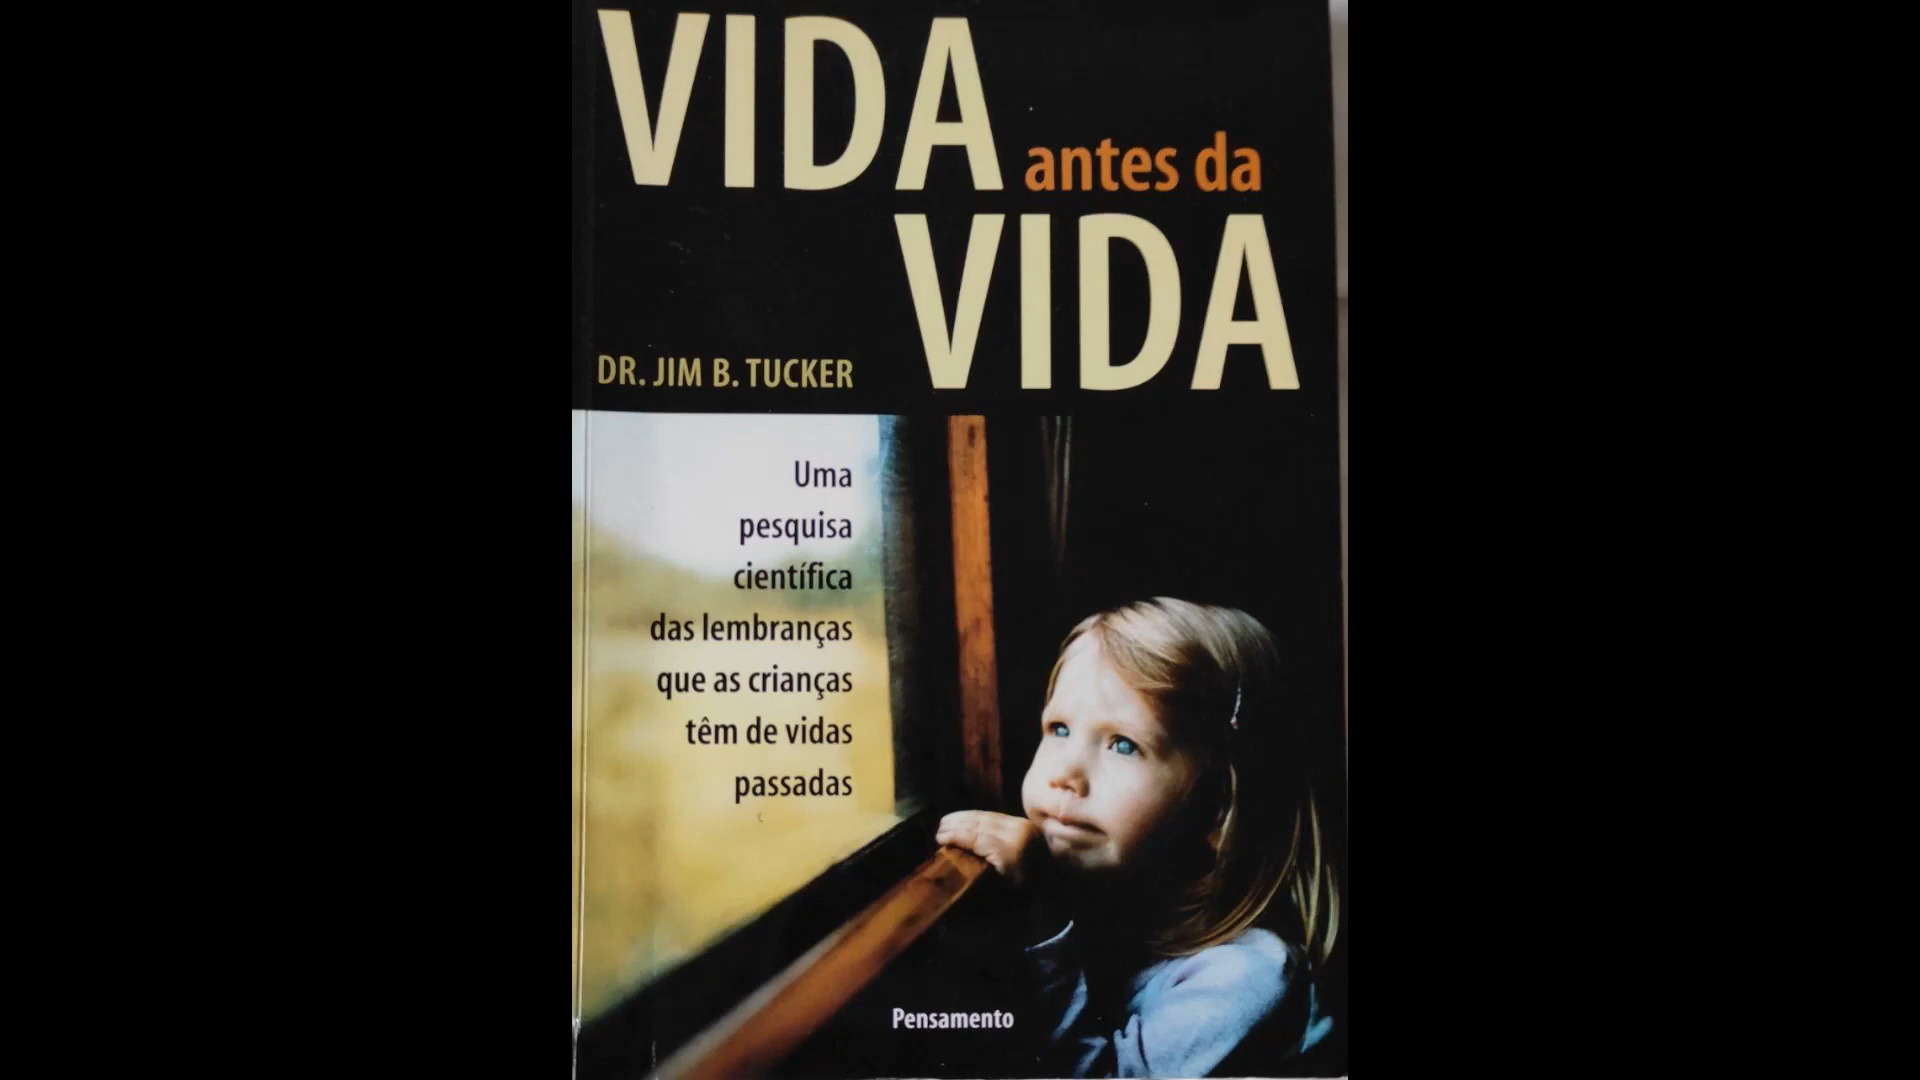 VIDA
antes da
VIDA
DR. JIM B. TUCKER
Uma
pesquisa
científica
das lembranças
que as crianças
têm de vidas
passadas
Pensamento